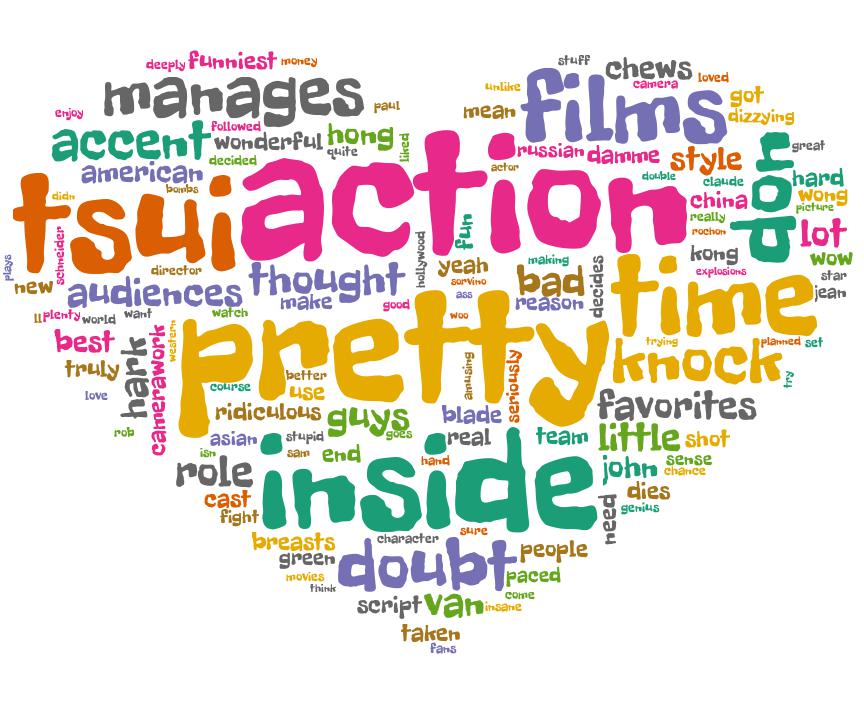 deeply
funniest
money
stuff
chews
manages
unlike
camera
loved
films
got
enjoy
paul
mean
dizzying
accent
followed
wonderful
hong
liked
quite
decided
russian
damme
style
don
great
american
bombs
actor
double
claude
hard
wong
china
picture
didn
tsui
action
really
rochon
lot
plays
schneider
director
hollywood
fun
kong
explosions
wow
new
audiences
thought
yeah
sorvino
making
bad
decides
time
star
jean
make
good
ass
reason
ll
plenty
world
want
watch
woo
best
hark
camerawork
western
pretty
trying
planned
set
truly
course
better
use
amusing
seriously
knock
try
love
ridiculous
guys
blade
favorites
rob
asian
stupid
goes
real
team
little
shot
isn
sam
end
hand
role
inside
john
sense
chance
cast
need
dies
fight
genius
breasts
character
sure
green
doubt
people
movies
think
paced
script
van
come
insane
taken
fans